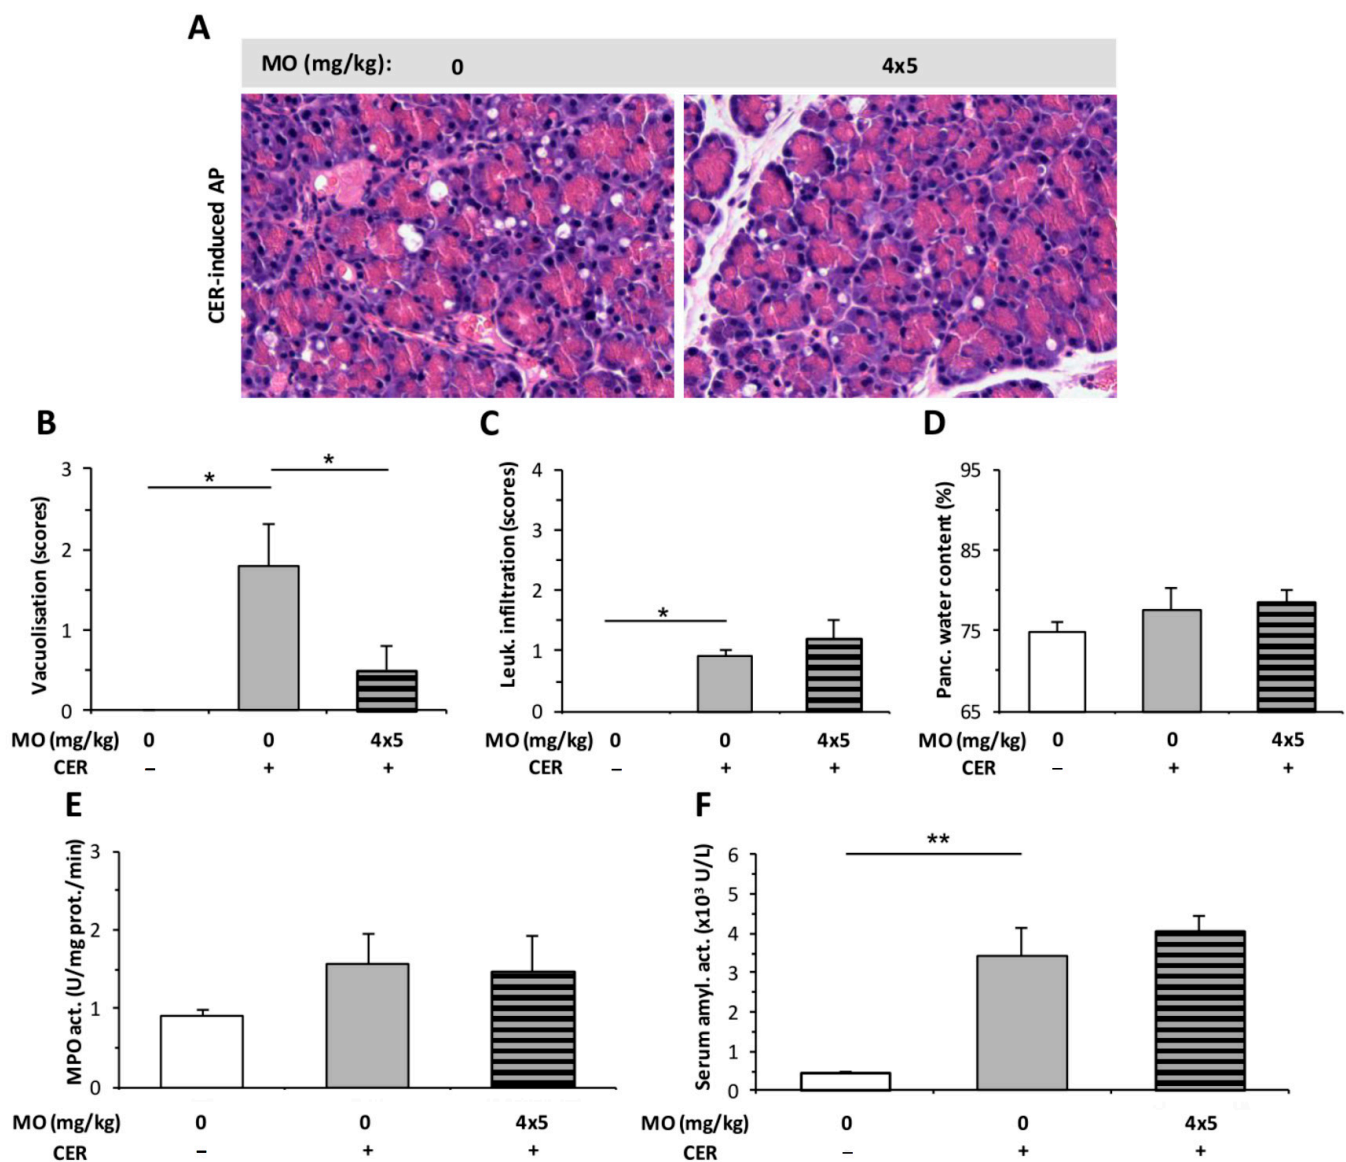 A
MO (mg/kg): 0 4x5
CER-induced AP
B
Vacuolisation (scores)
3
2
1
0
* *
MO (mg/kg) 0 0 4x5
CER – + +
C
Leuk. infiltration (scores)
4
3
2
1
0
*
MO (mg/kg) 0 0 4x5
CER – + +
D
Panc. water content (%)
95
85
75
65
MO (mg/kg) 0 0 4x5
CER – + +
E
MPO act. (U/mg prot./min)
3
2
1
0
MO (mg/kg) 0 0 4x5
CER – + +
F
Serum amyl. act. (x10³ U/L)
6
5
4
3
2
1
0
**
MO (mg/kg) 0 0 4x5
CER – + +